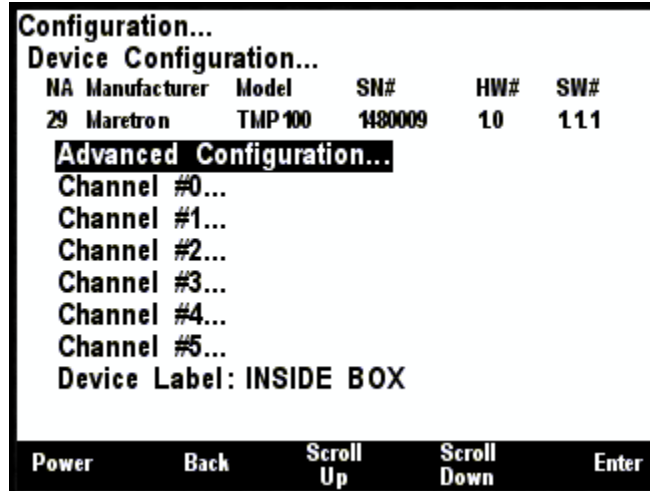 Configuration...
Device Configuration...
NA Manufacturer Model SN# HW# SW#
29 Maretron TMP100 1480009 1.0 1.1.1
Advanced Configuration...
Channel #0...
Channel #1...
Channel #2...
Channel #3...
Channel #4...
Channel #5...
Device Label: INSIDE BOX
Power Back Scroll Up Scroll Down Enter